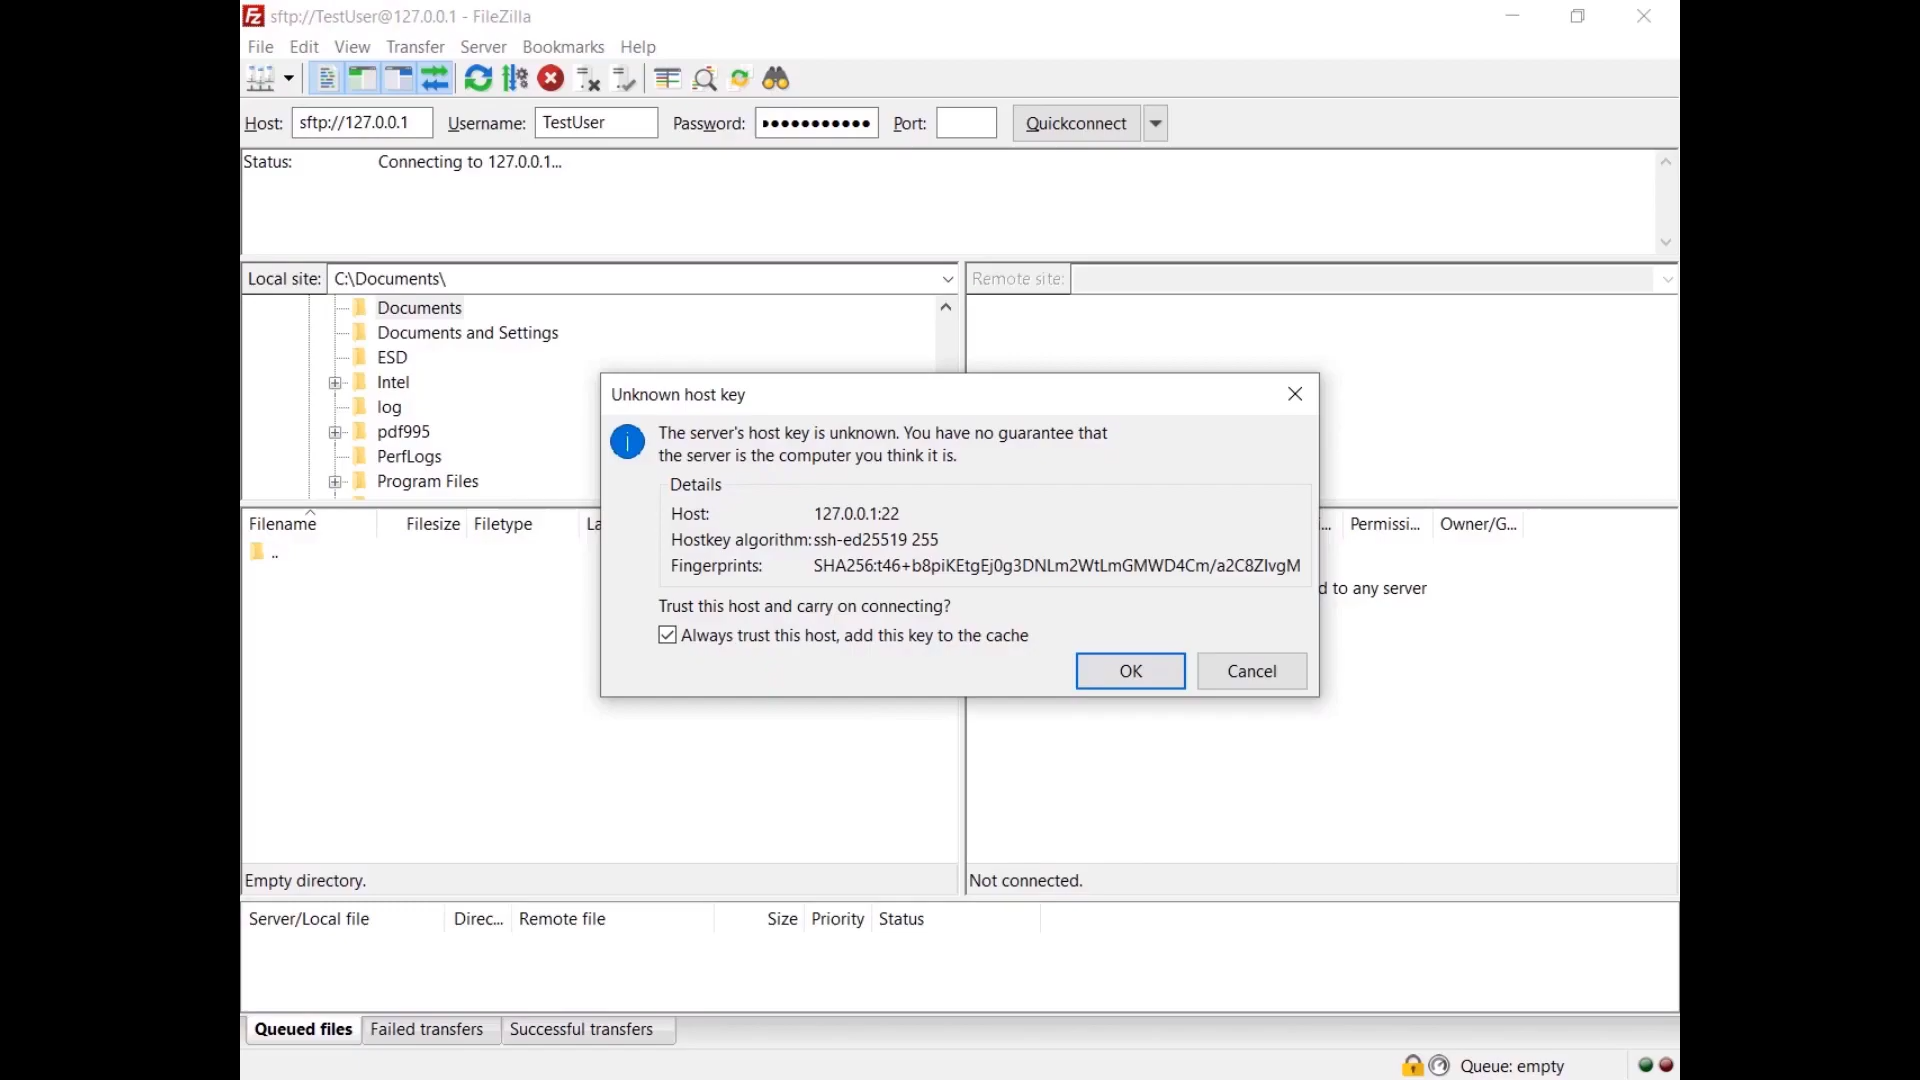 sftp://TestUser@127.0.0.1 - FileZilla
File Edit View Transfer Server Bookmarks Help
Host: sftp://127.0.0.1 Username: TestUser Password: ●●●●●●●●●●● Port: Quickconnect
Status: Connecting to 127.0.0.1...
Local site: C:\Documents\ Remote site:
Documents
Documents and Settings
ESD
Intel
log
pdf995
PerfLogs
Program Files
Unknown host key
The server's host key is unknown. You have no guarantee that
the server is the computer you think it is.
Details
Host: 127.0.0.1:22
Hostkey algorithm: ssh-ed25519 255
Fingerprints: SHA256:t46+b8piKEtgEj0g3DNLm2WtLmGMWD4Cm/a2C8ZIvgM
Trust this host and carry on connecting?
Always trust this host, add this key to the cache
OK Cancel
Filename Filesize Filetype La ... Permissi... Owner/G...
..
d to any server
Empty directory. Not connected.
Server/Local file Direc... Remote file Size Priority Status
Queued files Failed transfers Successful transfers
Queue: empty